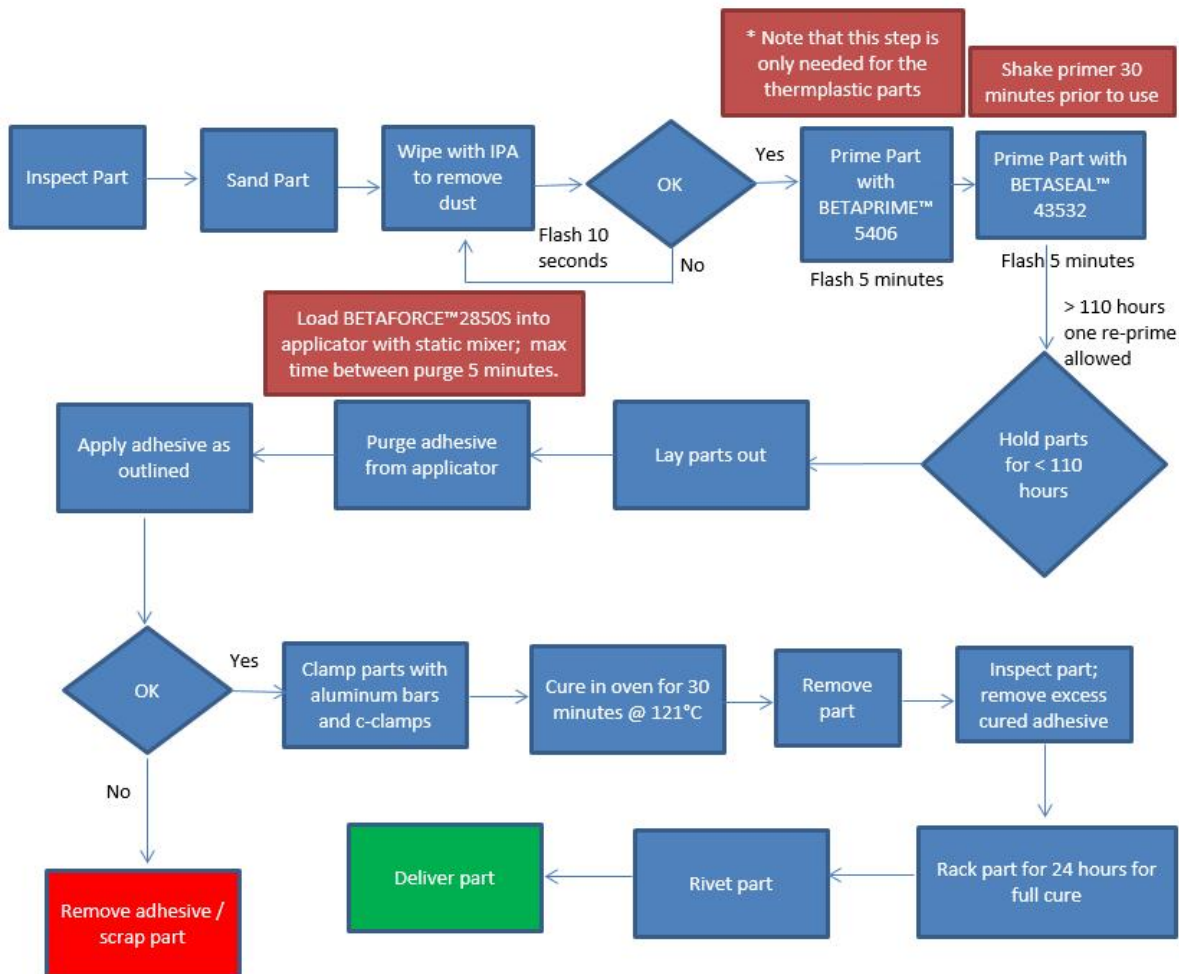 * Note that this step is
only needed for the
thermplastic parts
Shake primer 30
minutes prior to use
Inspect Part
Sand Part
Wipe with IPA
to remove
dust
OK
Yes
Prime Part
with
BETAPRIME™
5406
Prime Part with
BETASEAL™
43532
Flash 10
seconds
No
Flash 5 minutes
Flash 5 minutes
> 110 hours
one re-prime
allowed
Load BETAFORCE™2850S into
applicator with static mixer;  max
time between purge 5 minutes.
Hold parts
for < 110
hours
Lay parts out
Purge adhesive
from applicator
Apply adhesive as
outlined
OK
Yes
Clamp parts with
aluminum bars
and c-clamps
Cure in oven for 30
minutes @ 121°C
Remove
part
Inspect part;
remove excess
cured adhesive
No
Remove adhesive /
scrap part
Rack part for 24 hours for
full cure
Rivet part
Deliver part